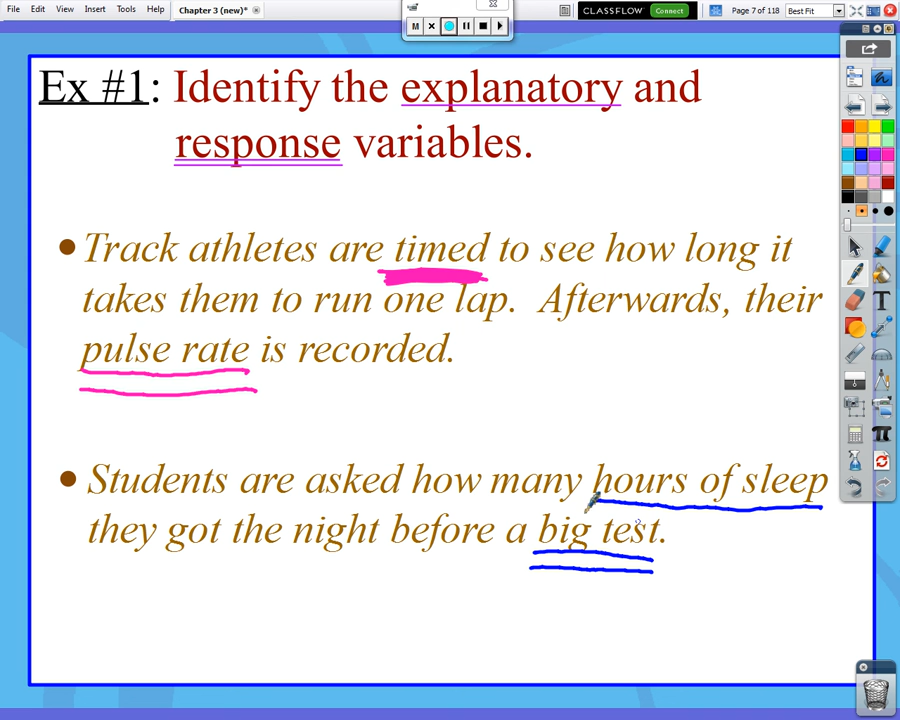 File Edit View Insert Tools Help Chapter 3 (new)* CLASSFLOW Connect Page 7 of 118 Best Fit
M
Ex #1: Identify the explanatory and
response variables.
Track athletes are timed to see how long it
takes them to run one lap. Afterwards, their
pulse rate is recorded.
Students are asked how many hours of sleep
they got the night before a big test.